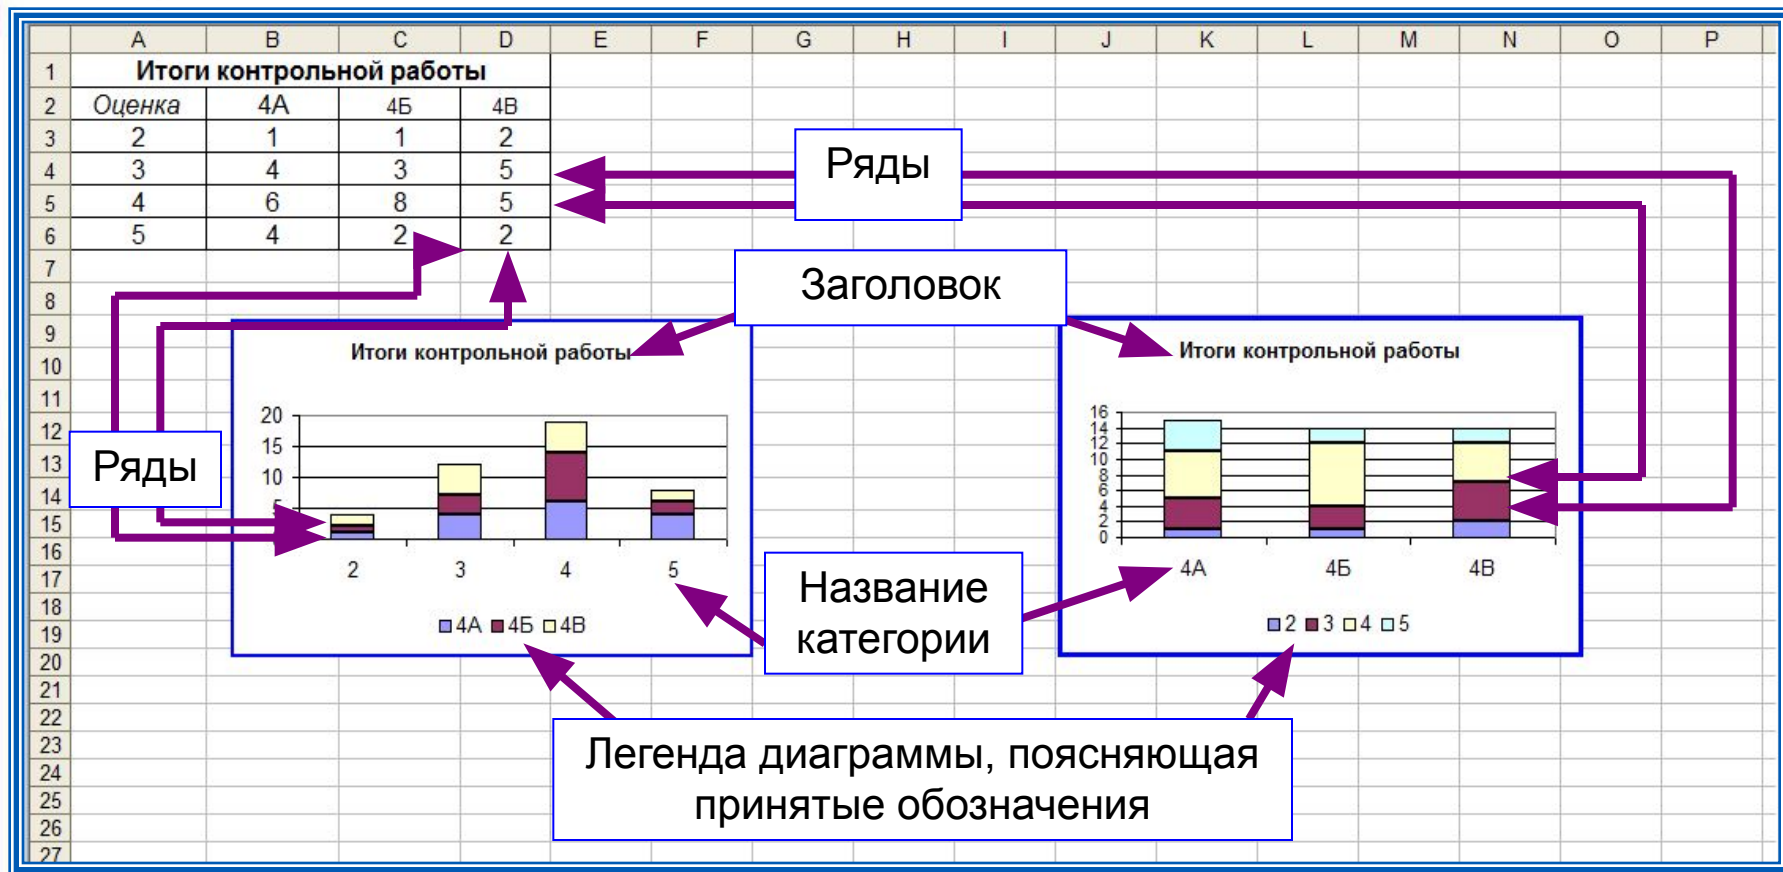 A B C D E F G H I J K L M N O P
1 Итоги контрольной работы
2 Оценка 4А 4Б 4В
3 2 1 1 2
4 3 4 3 5
5 4 6 8 5
6 5 4 2 2
7
8
9
10
11
12
13
14
15
16
17
18
19
20
21
22
23
24
25
26
27
Ряды
Заголовок
Ряды
Итоги контрольной работы
20
15
10
5
2 3 4 5
4А 4Б 4В
Итоги контрольной работы
16
14
12
10
8
6
4
2
0
4А 4Б 4В
2 3 4 5
Название
категории
Легенда диаграммы, поясняющая
принятые обозначения